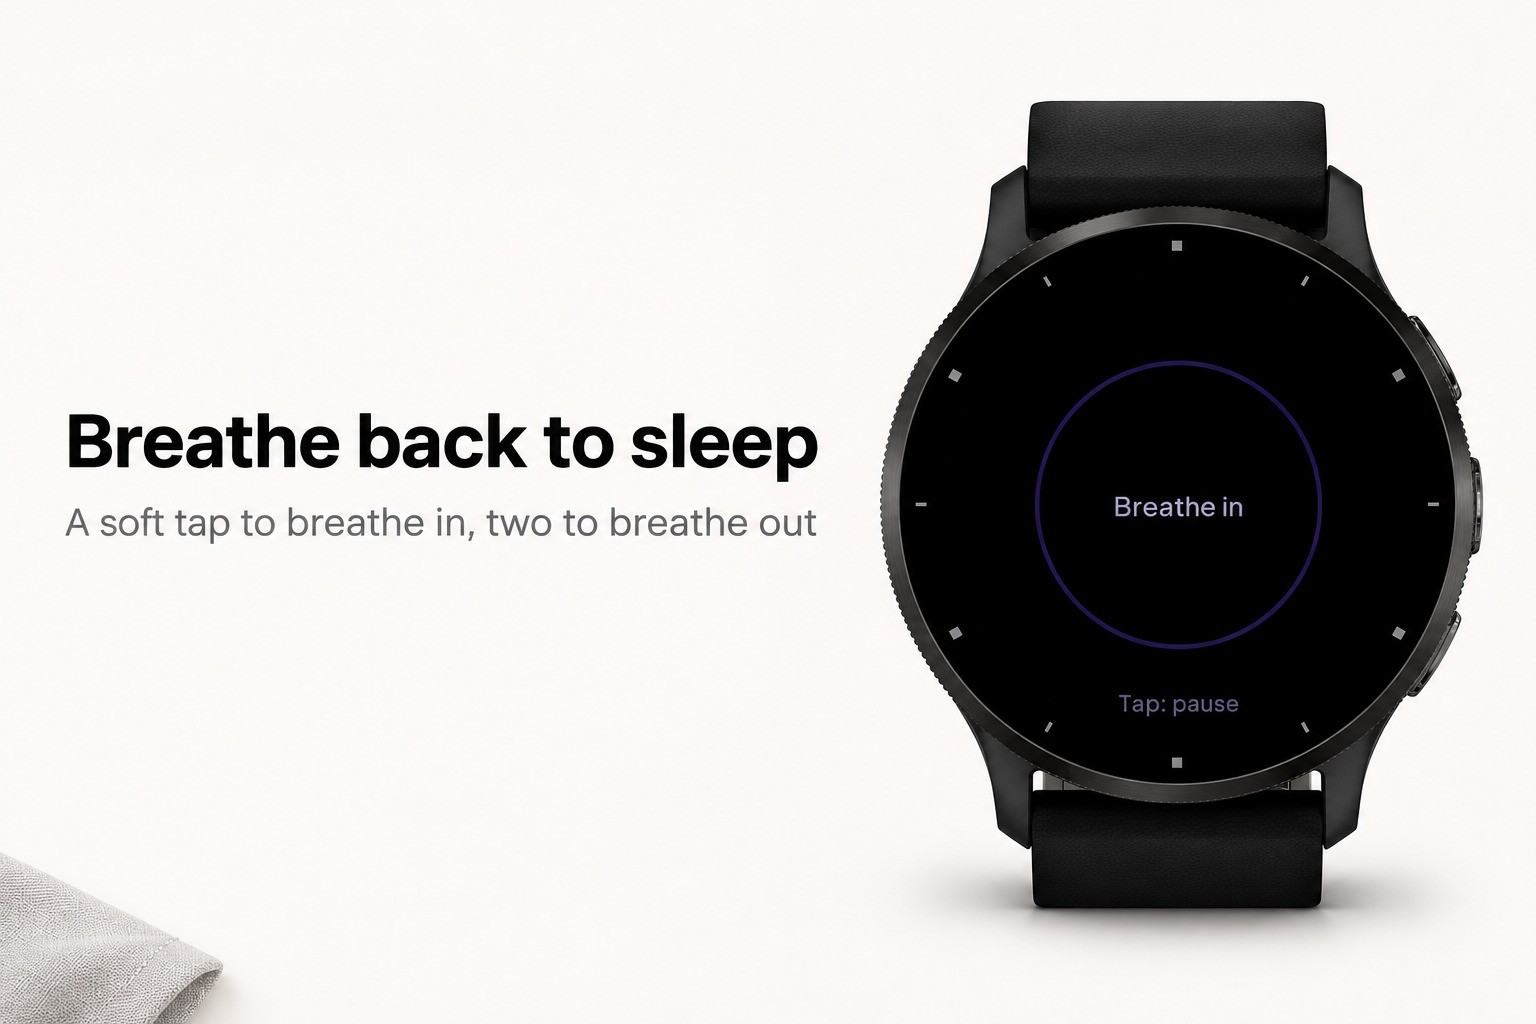 Breathe back to sleep
A soft tap to breathe in, two to breathe out
Breathe in
Tap: pause